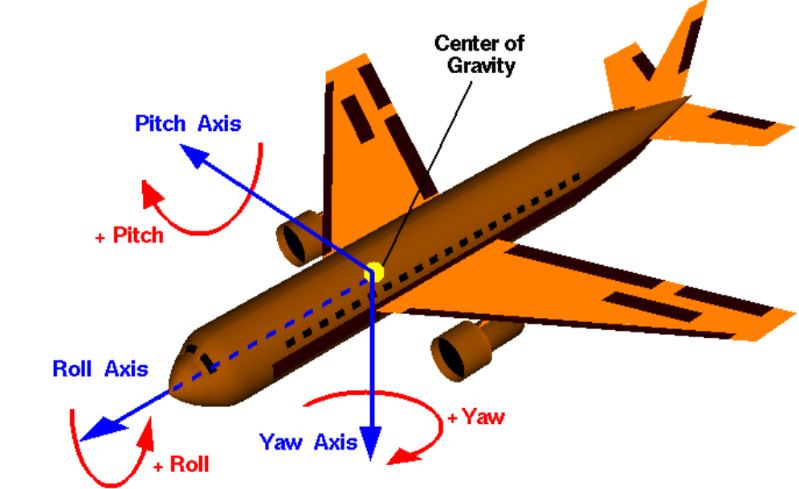 Center of
Gravity
Pitch Axis
+ Pitch
Roll Axis
+ Yaw
Yaw Axis
+ Roll